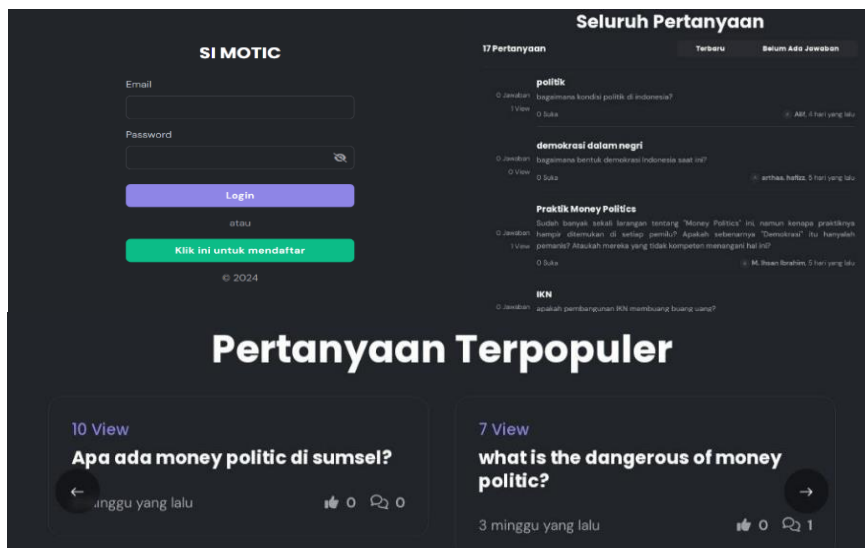 SI MOTIC
Email
Password
Login
atau
Klik ini untuk mendaftar
© 2024
Seluruh Pertanyaan
17 Pertanyaan
Terbaru
Belum Ada Jawaban
politik
0 Jawaban
bagaimana kondisi politik di indonesia?
1 View
0 Suka
Alif, 4 hari yang lalu
demokrasi dalam negri
0 Jawaban
bagaimana bentuk demokrasi Indonesia saat ini?
0 View
0 Suka
arthaa. hafizs, 5 hari yang lalu
Praktik Money Politics
Sudah banyak sekali larangan tentang "Money Politics" ini, namun kenapa praktiknya
0 Jawaban
hampir ditemukan di setiap pemilu? Apakah sebenarnya "Demokrasi" itu hanyalah
1 View
pemanis? Ataukah mereka yang tidak kompeten menangani hal ini?
0 Suka
M. Ihsan Ibrahim, 5 hari yang lalu
IKN
0 Jawaban
apakah pembangunan IKN membuang buang uang?
Pertanyaan Terpopuler
10 View
Apa ada money politic di sumsel?
yang lalu
0 0
7 View
what is the dangerous of money
politic?
3 minggu yang lalu
0 1